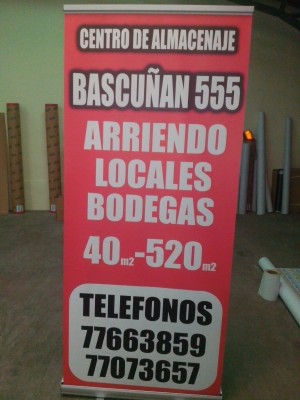 CENTRO DE ALMACENAJE
BASCUÑAN 555
ARRIENDO
LOCALES
BODEGAS
40m2-520m2
TELEFONOS
77663859
77073657